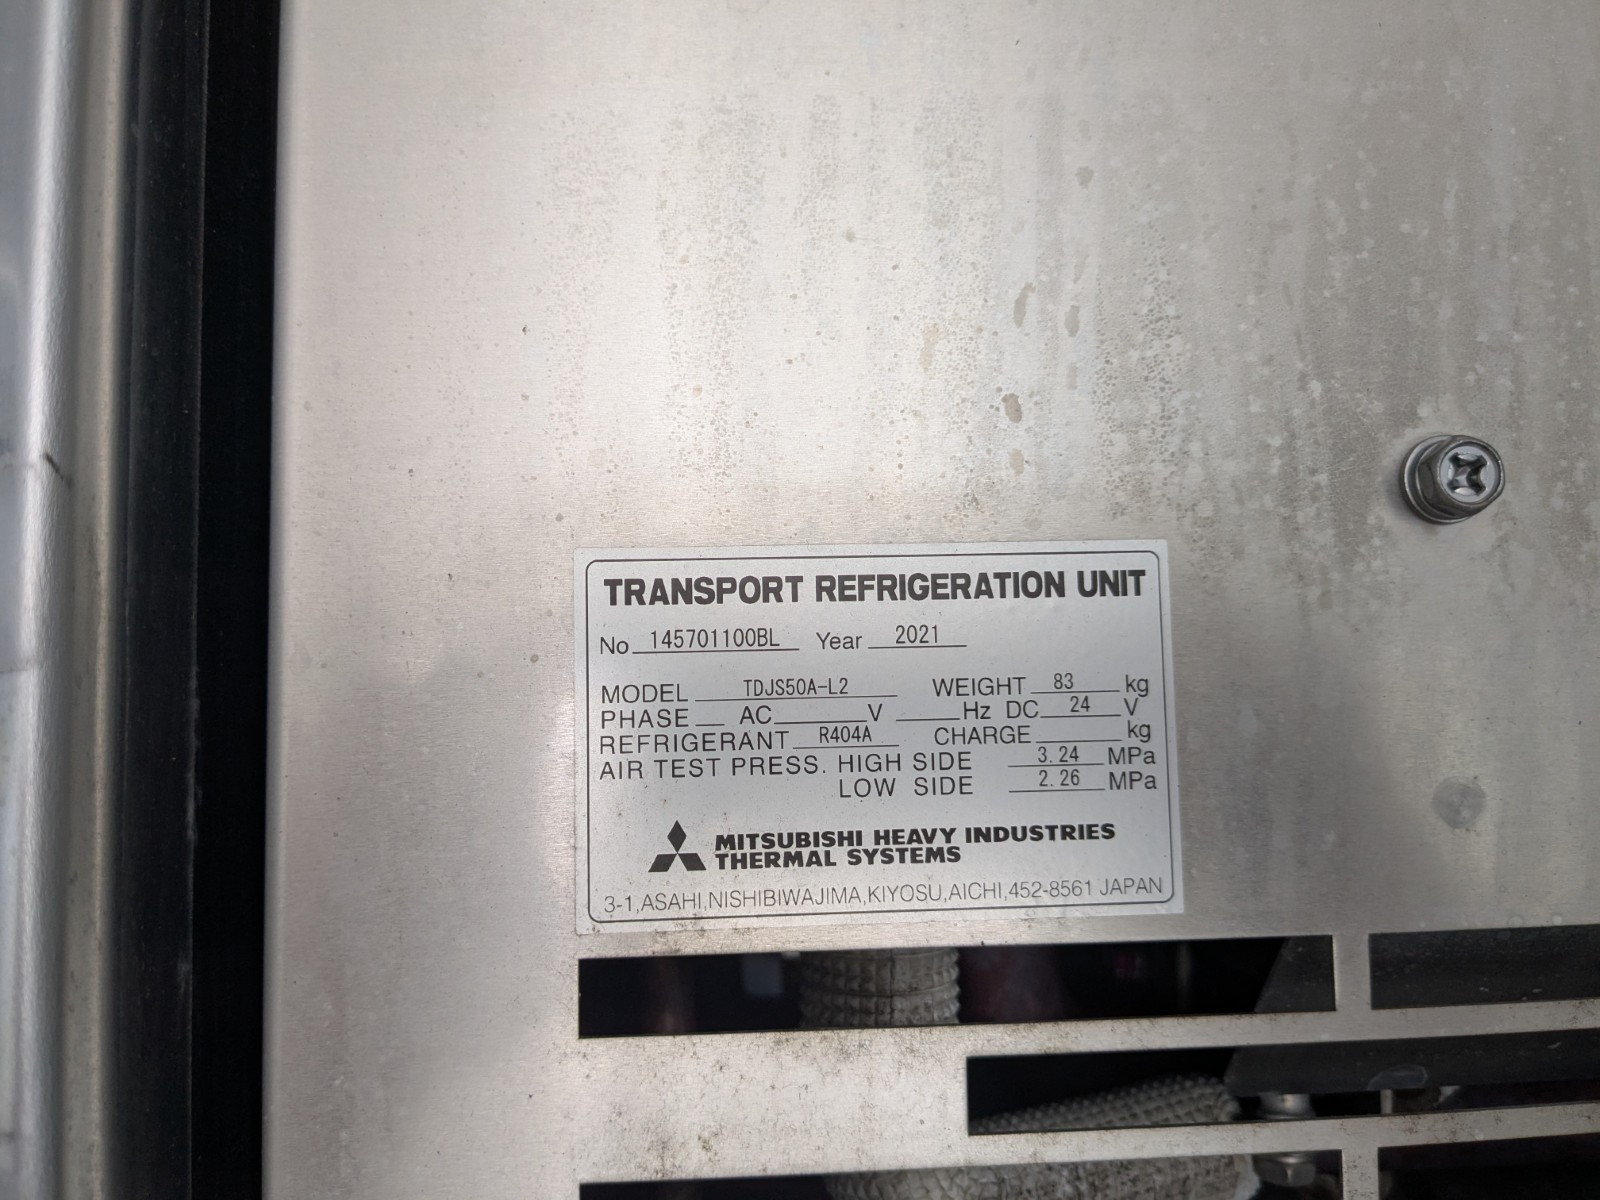 TRANSPORT REFRIGERATION UNIT
No 145701100BL Year 2021
MODEL TDJS50A-L2 WEIGHT 83 kg
PHASE AC V Hz DC 24 V
REFRIGERANT R404A CHARGE kg
AIR TEST PRESS. HIGH SIDE 3.24 MPa
LOW SIDE 2.26 MPa
MITSUBISHI HEAVY INDUSTRIES
THERMAL SYSTEMS
3-1,ASAHI,NISHIBIWAJIMA,KIYOSU,AICHI,452-8561 JAPAN